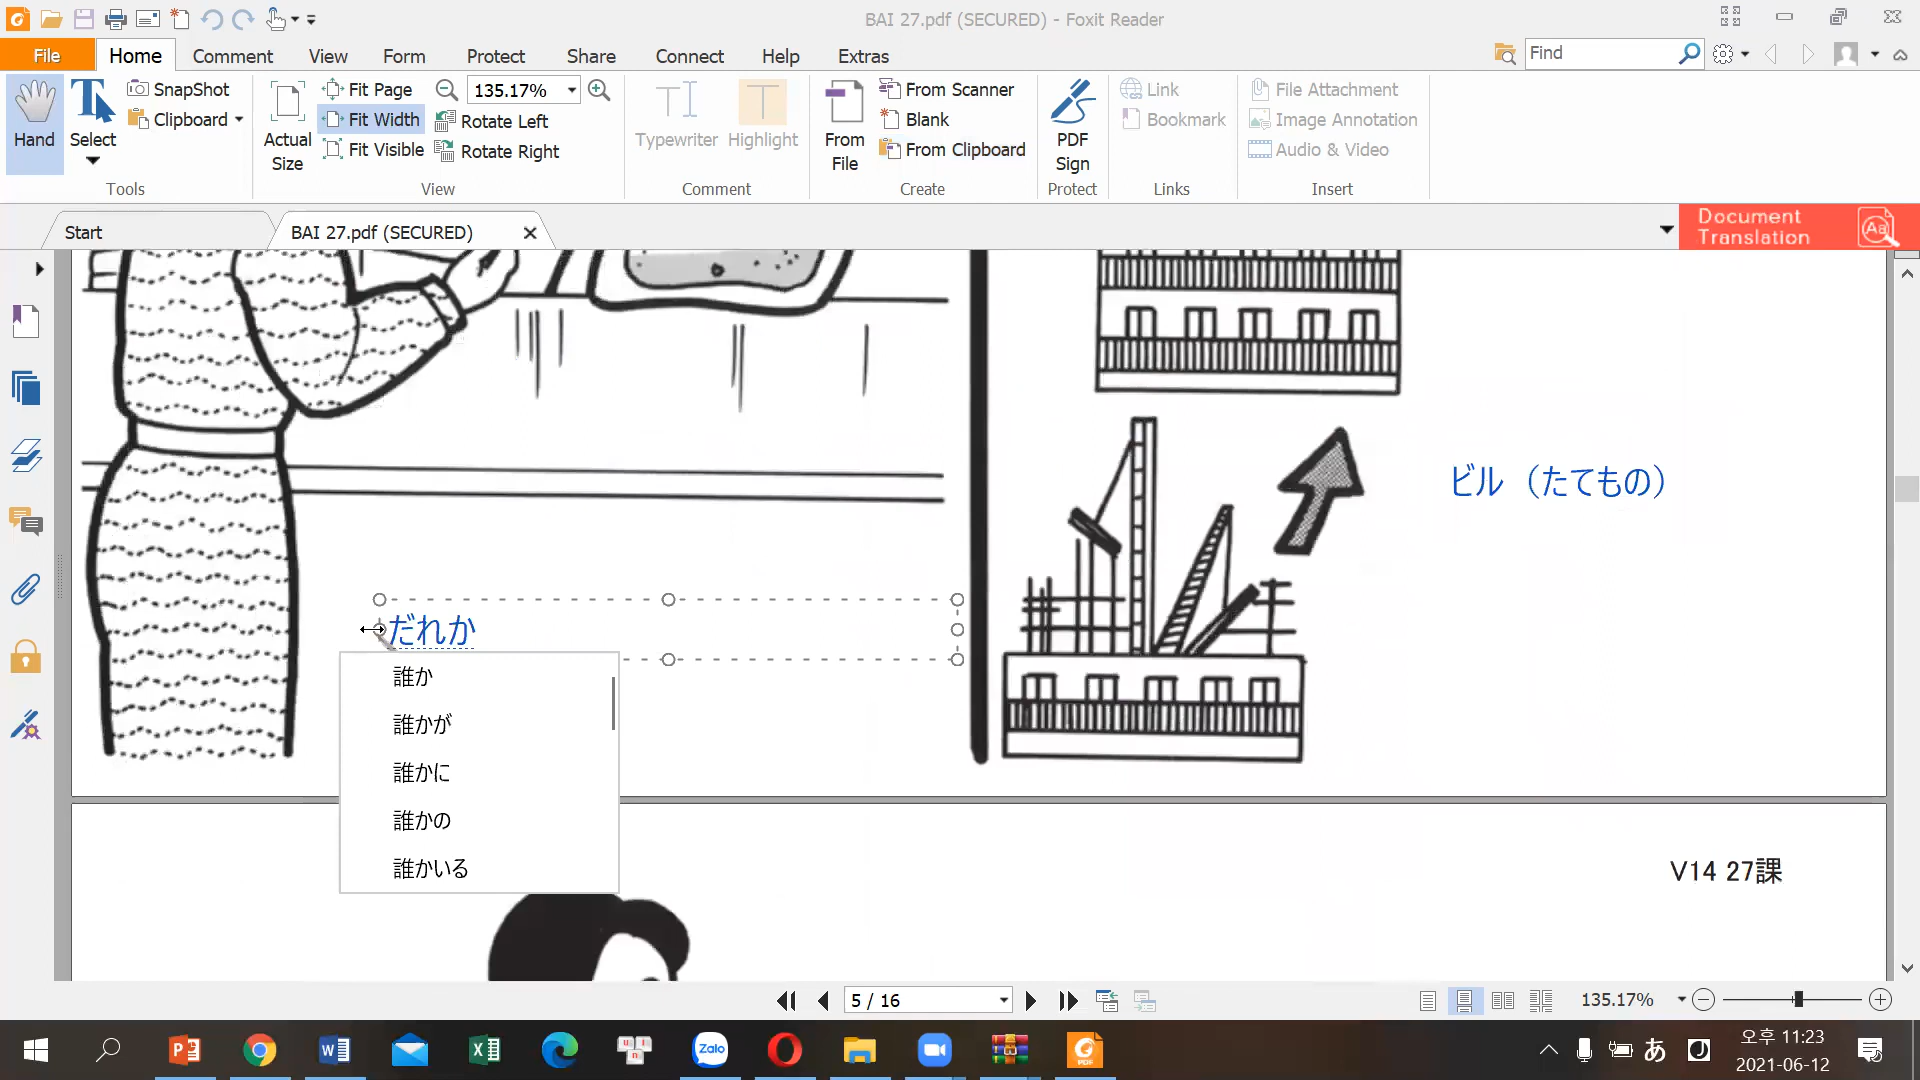 BAI 27.pdf (SECURED) - Foxit Reader
File Home Comment View Form Protect Share Connect Help Extras Find
Hand
Select
SnapShot
Clipboard
Tools
Actual Size
Fit Page
Fit Width
Fit Visible
135.17%
Rotate Left
Rotate Right
View
Typewriter
Highlight
Comment
From File
From Scanner
Blank
From Clipboard
Create
PDF Sign
Protect
Link
Bookmark
Links
File Attachment
Image Annotation
Audio & Video
Insert
Start
BAI 27.pdf (SECURED)
Document
Translation
ビル（たてもの）
だれか
誰か
誰かが
誰かに
誰かの
誰かいる
V14 27課
5 / 16
135.17%
Zalo
あ
오후 11:23
2021-06-12